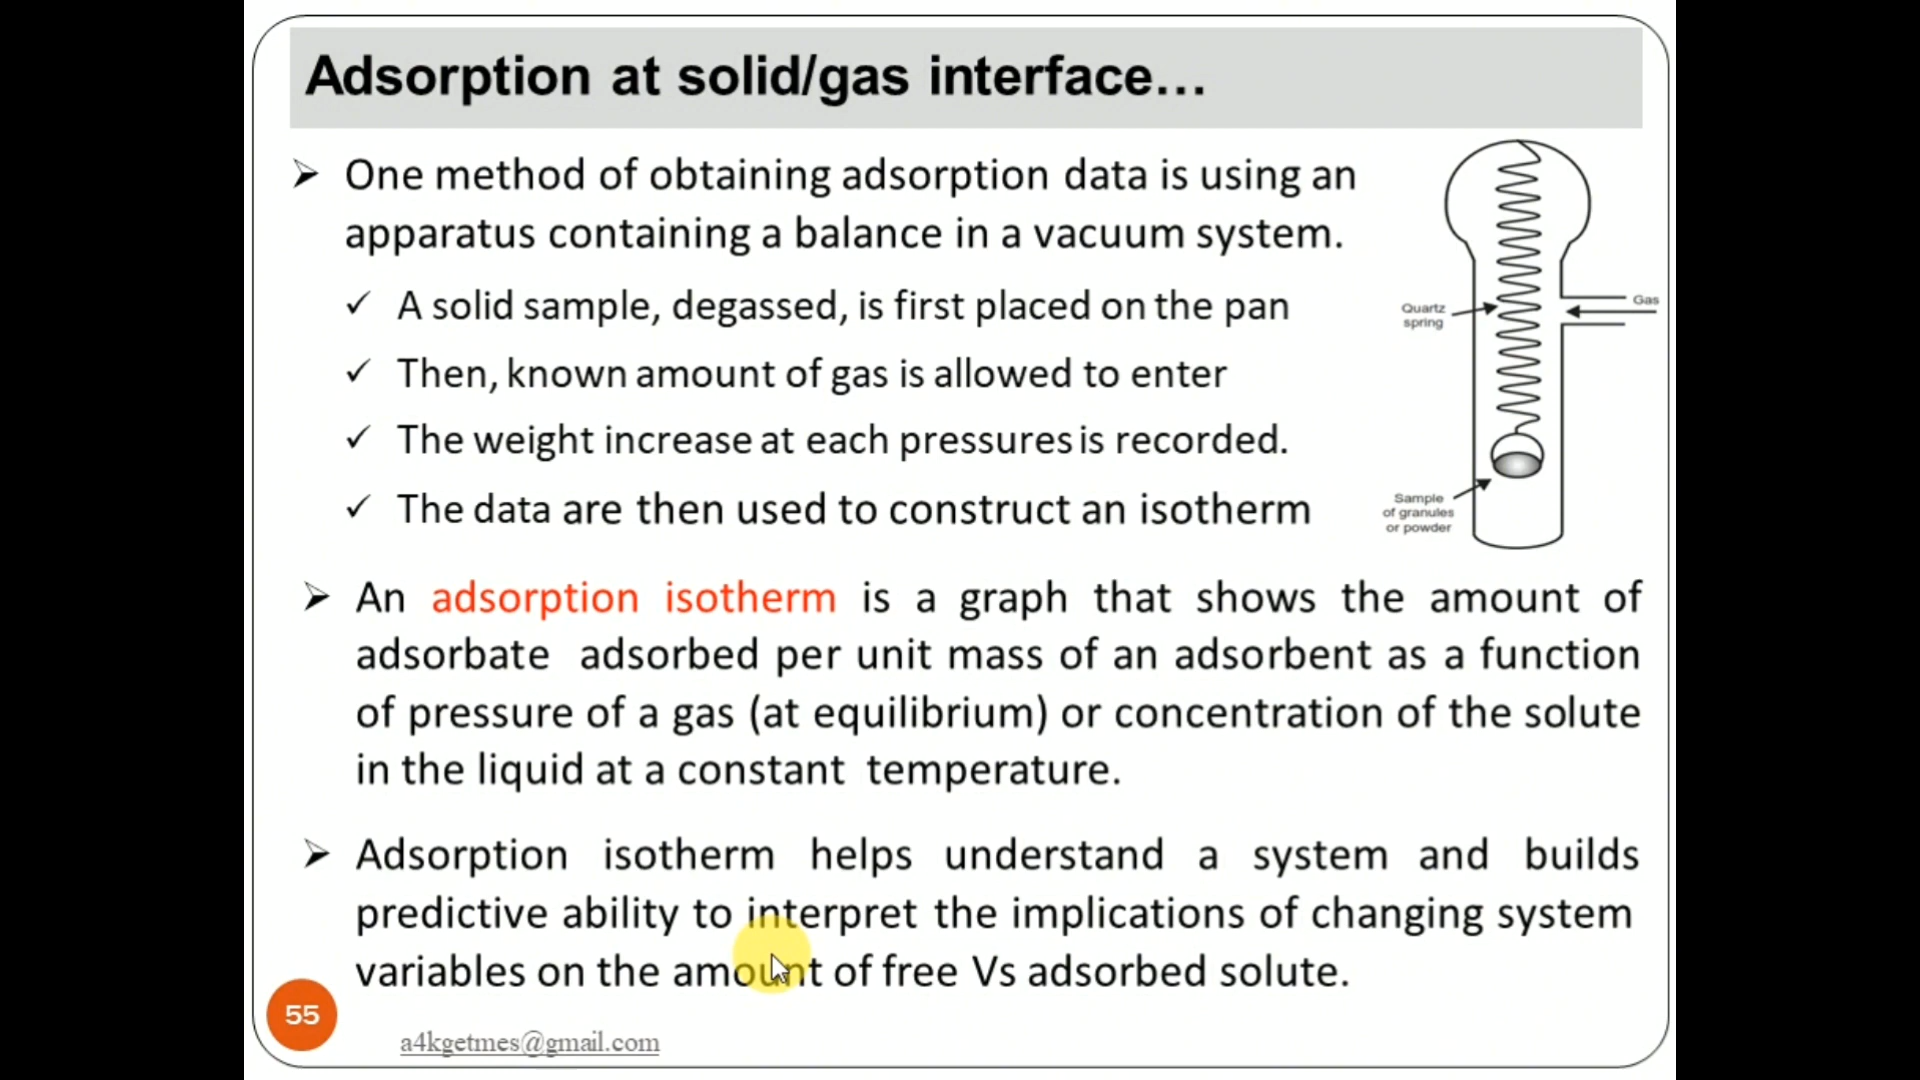 Adsorption at solid/gas interface…
One method of obtaining adsorption data is using an
apparatus containing a balance in a vacuum system.
A solid sample, degassed, is first placed on the pan
Then, known amount of gas is allowed to enter
The weight increase at each pressures is recorded.
The data are then used to construct an isotherm
Quartz
spring
Gas
Sample
of granules
or powder
An adsorption isotherm is a graph that shows the amount of
adsorbate adsorbed per unit mass of an adsorbent as a function
of pressure of a gas (at equilibrium) or concentration of the solute
in the liquid at a constant temperature.
Adsorption isotherm helps understand a system and builds
predictive ability to interpret the implications of changing system
variables on the amount of free Vs adsorbed solute.
55
a4kgetmes@gmail.com